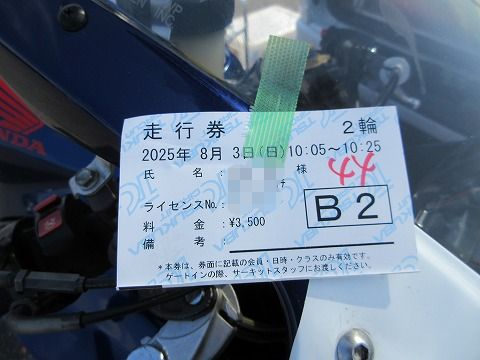 走行券 2輪
2025年 8月 3日(日)10:05～10:25
氏 名 : 様
ライセンスNo.:
料 金 : ¥3,500
備 考 :
B2
＊本券は、券面に記載の会員・日時・クラスのみ有効です。
ゲートインの際、サーキットスタッフにお渡しください。
HONDA